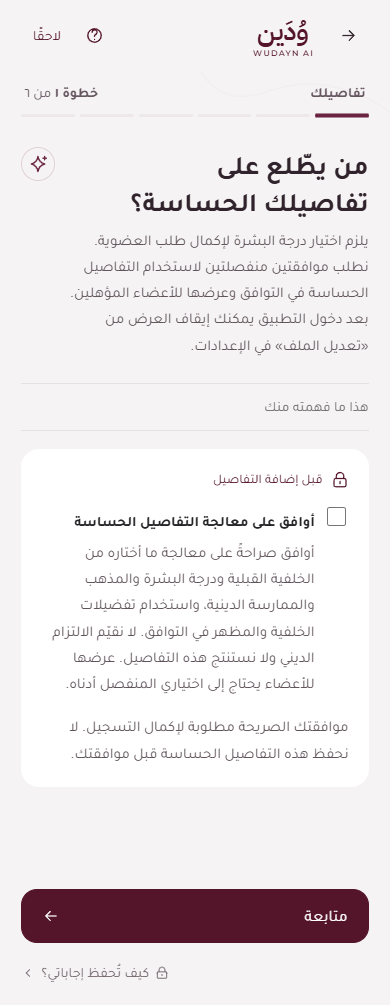 وُدَين
WUDAYN AI
لاحقًا
تفاصيلك
خطوة ١ من ٦
من يطّلع على
تفاصيلك الحساسة؟
يلزم اختيار درجة البشرة لإكمال طلب العضوية.
نطلب موافقتين منفصلتين لاستخدام التفاصيل
الحساسة في التوافق وعرضها للأعضاء المؤهلين.
بعد دخول التطبيق يمكنك إيقاف العرض من
«تعديل الملف» في الإعدادات.
هذا ما فهمته منك
قبل إضافة التفاصيل
أوافق على معالجة التفاصيل الحساسة
أوافق صراحةً على معالجة ما أختاره من
الخلفية القبلية ودرجة البشرة والمذهب
والممارسة الدينية، واستخدام تفضيلات
الخلفية والمظهر في التوافق. لا نقيّم الالتزام
الديني ولا نستنتج هذه التفاصيل. عرضها
للأعضاء يحتاج إلى اختياري المنفصل أدناه.
موافقتك الصريحة مطلوبة لإكمال التسجيل. لا
نحفظ هذه التفاصيل الحساسة قبل موافقتك.
متابعة
كيف تُحفظ إجاباتي؟